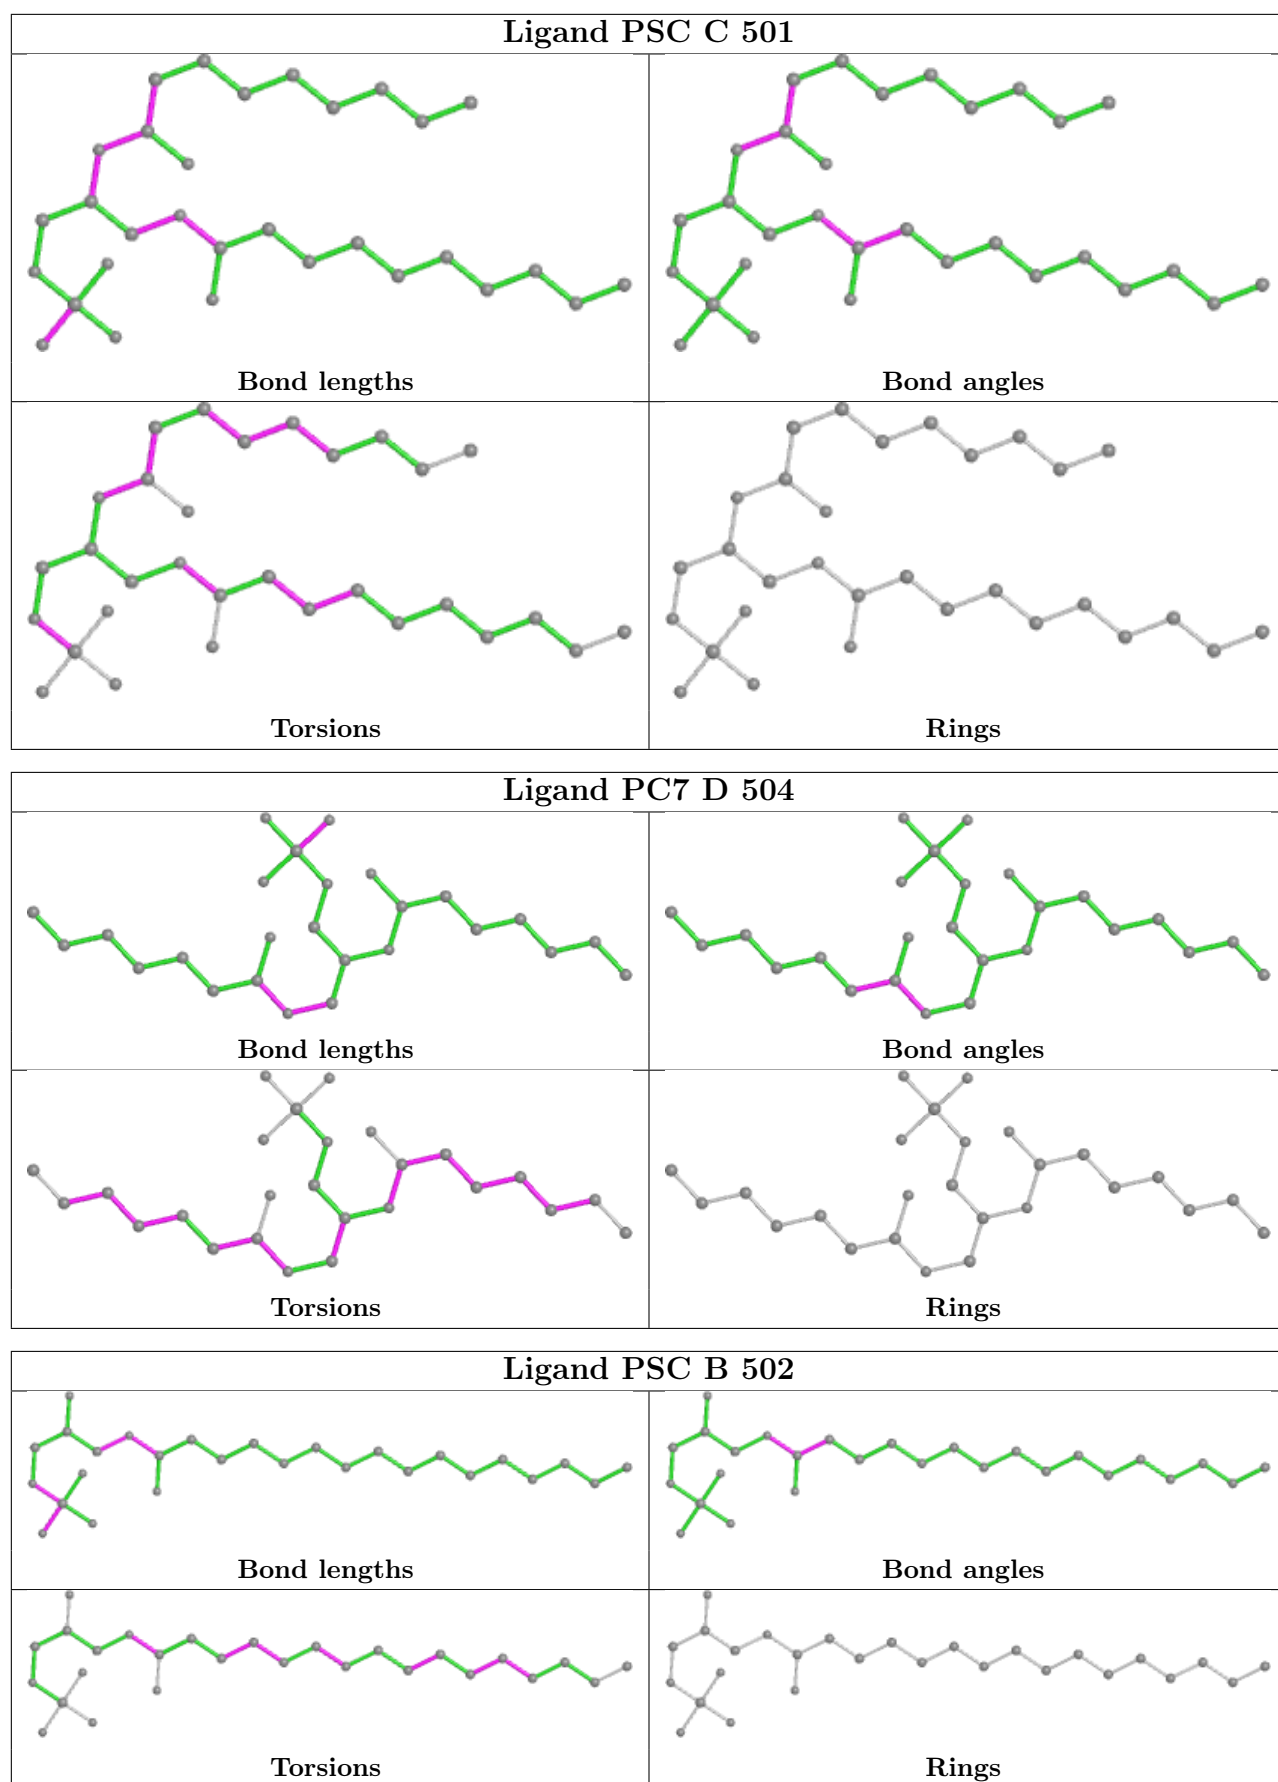 Ligand PSC C 501
Bond lengths
Bond angles
Torsions
Rings
Ligand PC7 D 504
Bond lengths
Bond angles
Torsions
Rings
Ligand PSC B 502
Bond lengths
Bond angles
Torsions
Rings